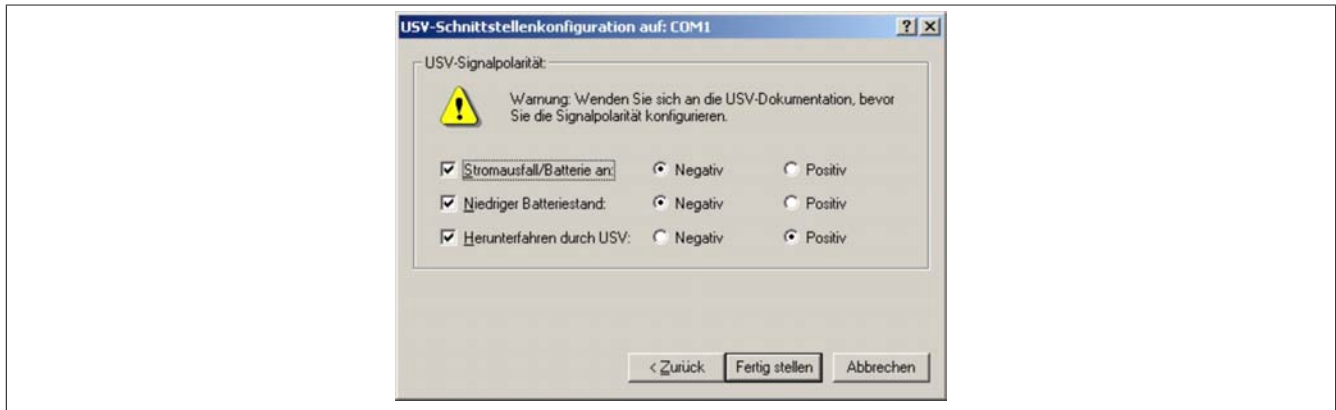 USV-Schnittstellenkonfiguration auf: COM1
USV-Signalpolarität:
Warnung: Wenden Sie sich an die USV-Dokumentation, bevor
Sie die Signalpolarität konfigurieren.
Stromausfall/Batterie an: Negativ Positiv
Niedriger Batteriestand: Negativ Positiv
Herunterfahren durch USV: Negativ Positiv
< Zurück Fertig stellen Abbrechen